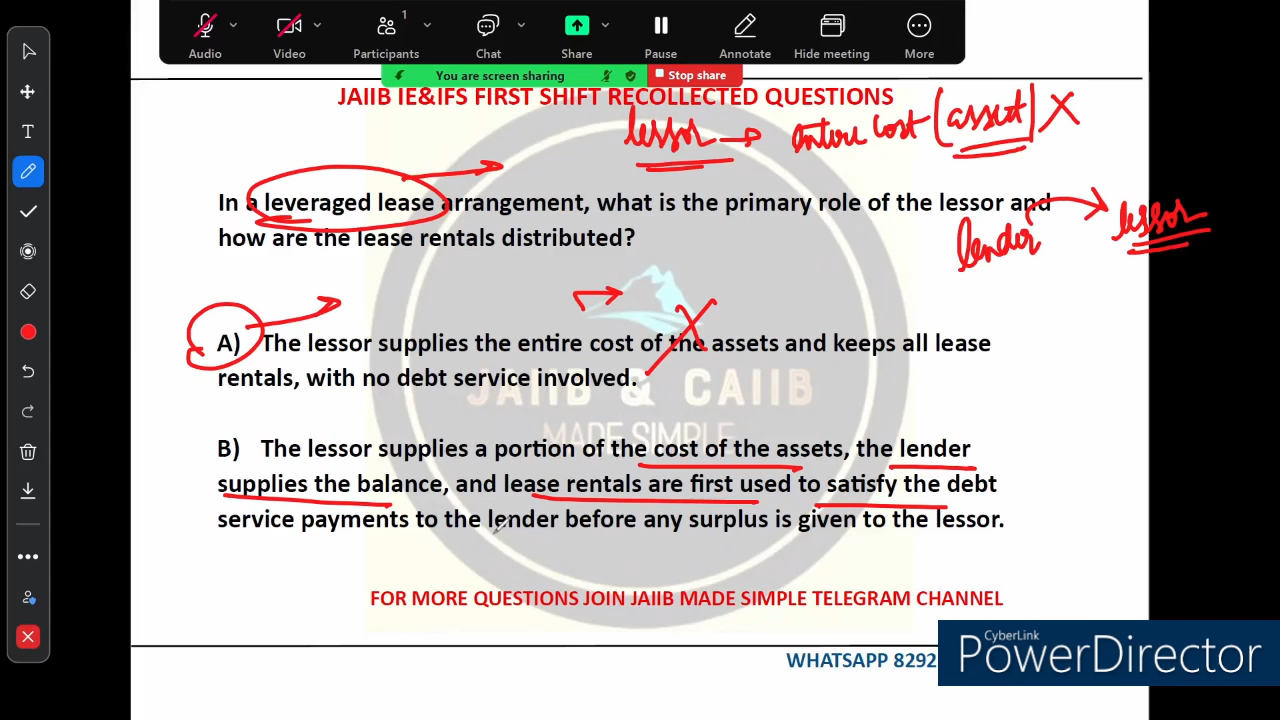 1
Audio Video Participants Chat Share Pause Annotate Hide meeting More
You are screen sharing Stop share
JAIIB IE&IFS FIRST SHIFT RECOLLECTED QUESTIONS
lessor → entire cost (asset) X
In a leveraged lease arrangement, what is the primary role of the lessor and
how are the lease rentals distributed?
lender lessor
A) The lessor supplies the entire cost of the assets and keeps all lease
rentals, with no debt service involved.
JAIIB & CAIIB
MADE SIMPLE
B) The lessor supplies a portion of the cost of the assets, the lender
supplies the balance, and lease rentals are first used to satisfy the debt
service payments to the lender before any surplus is given to the lessor.
FOR MORE QUESTIONS JOIN JAIIB MADE SIMPLE TELEGRAM CHANNEL
WHATSAPP 8292
CyberLink
PowerDirector